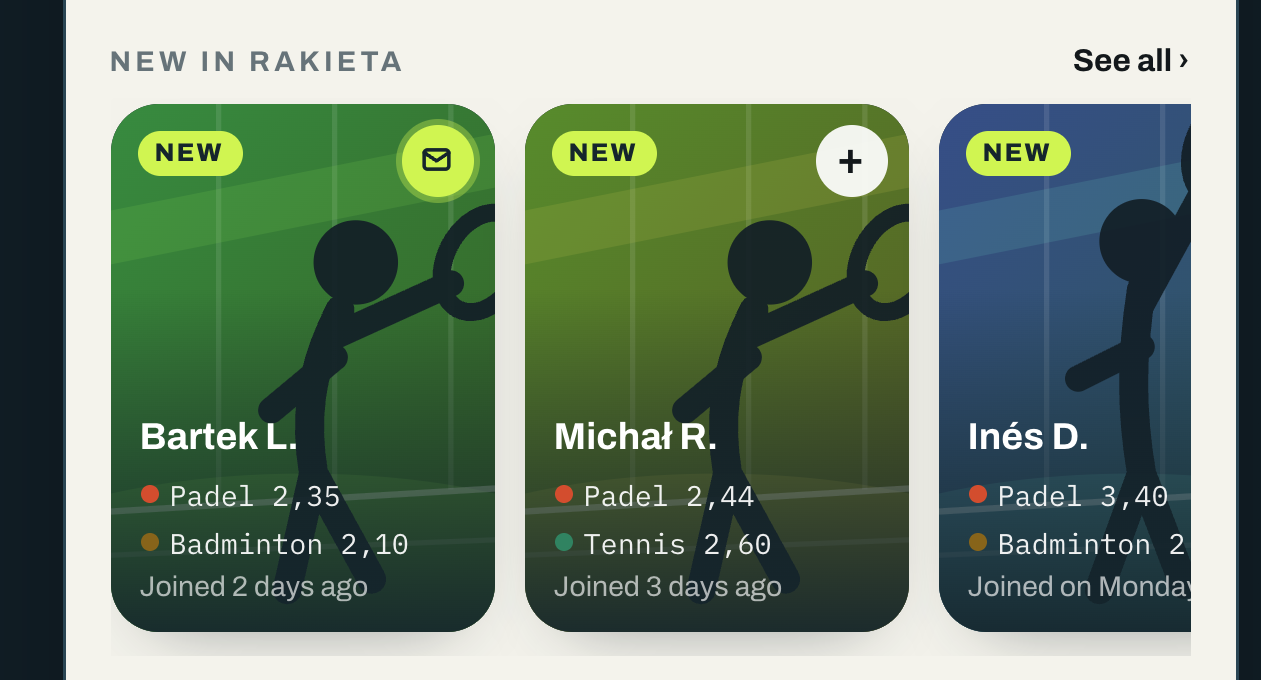 NEW IN RAKIETA
See all ›
NEW
Bartek L.
Padel 2,35
Badminton 2,10
Joined 2 days ago
NEW
+
Michał R.
Padel 2,44
Tennis 2,60
Joined 3 days ago
NEW
Inés D.
Padel 3,40
Badminton 2
Joined on Monday